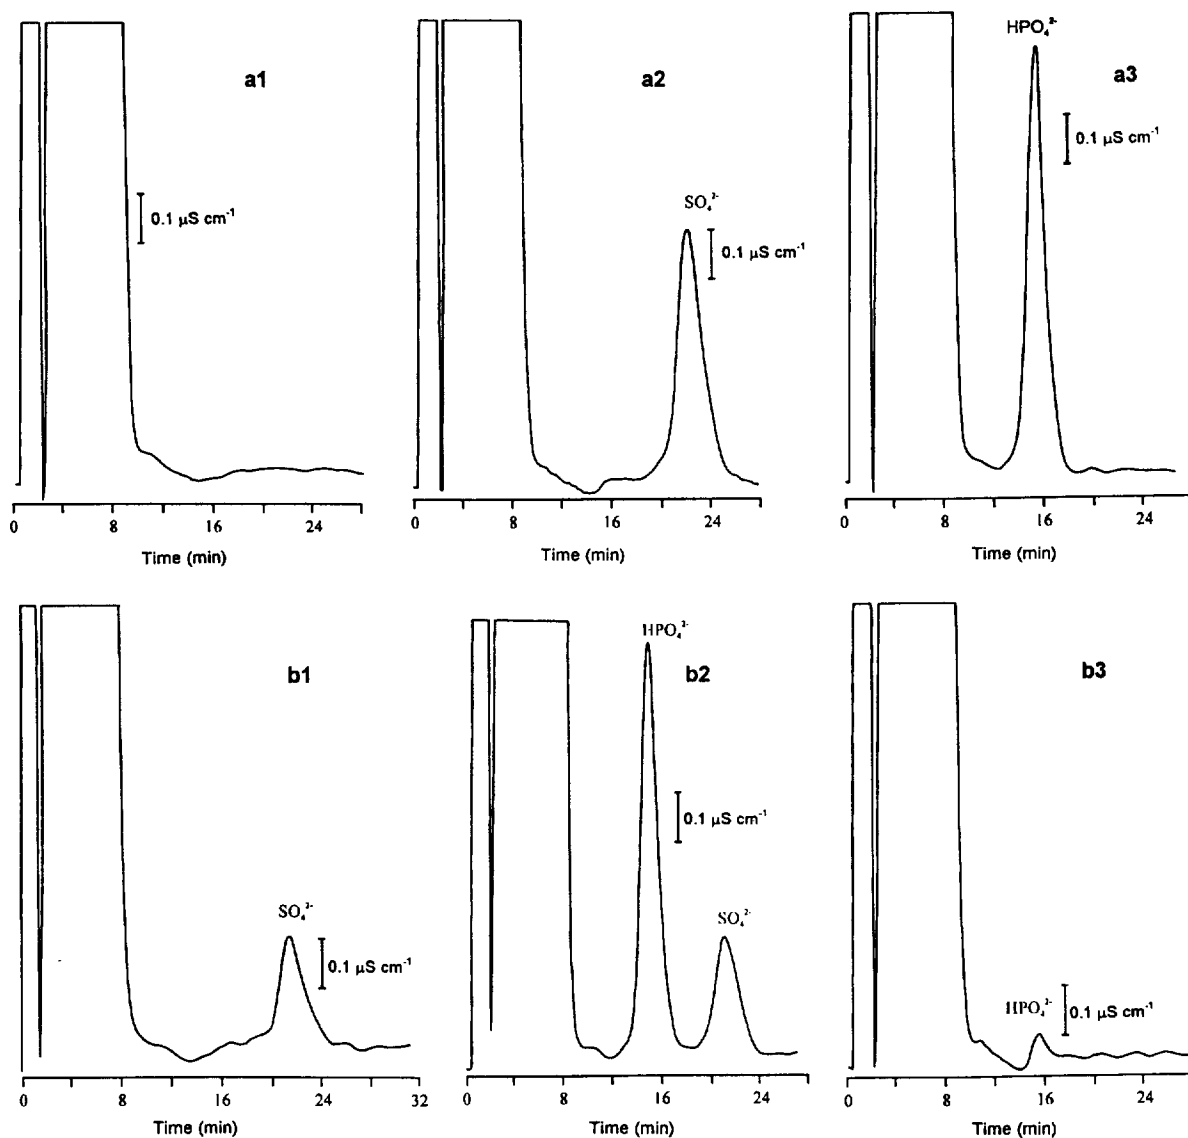 a1
0.1 µS cm⁻¹
0 8 16 24
Time (min)
a2
SO₄²⁻
0.1 µS cm⁻¹
0 8 16 24
Time (min)
HPO₄²⁻
a3
0.1 µS cm⁻¹
0 8 16 24
Time (min)
b1
SO₄²⁻
0.1 µS cm⁻¹
0 8 16 24 32
Time (min)
HPO₄²⁻
b2
0.1 µS cm⁻¹
SO₄²⁻
0 8 16 24
Time (min)
b3
HPO₄²⁻
0.1 µS cm⁻¹
0 8 16 24
Time (min)